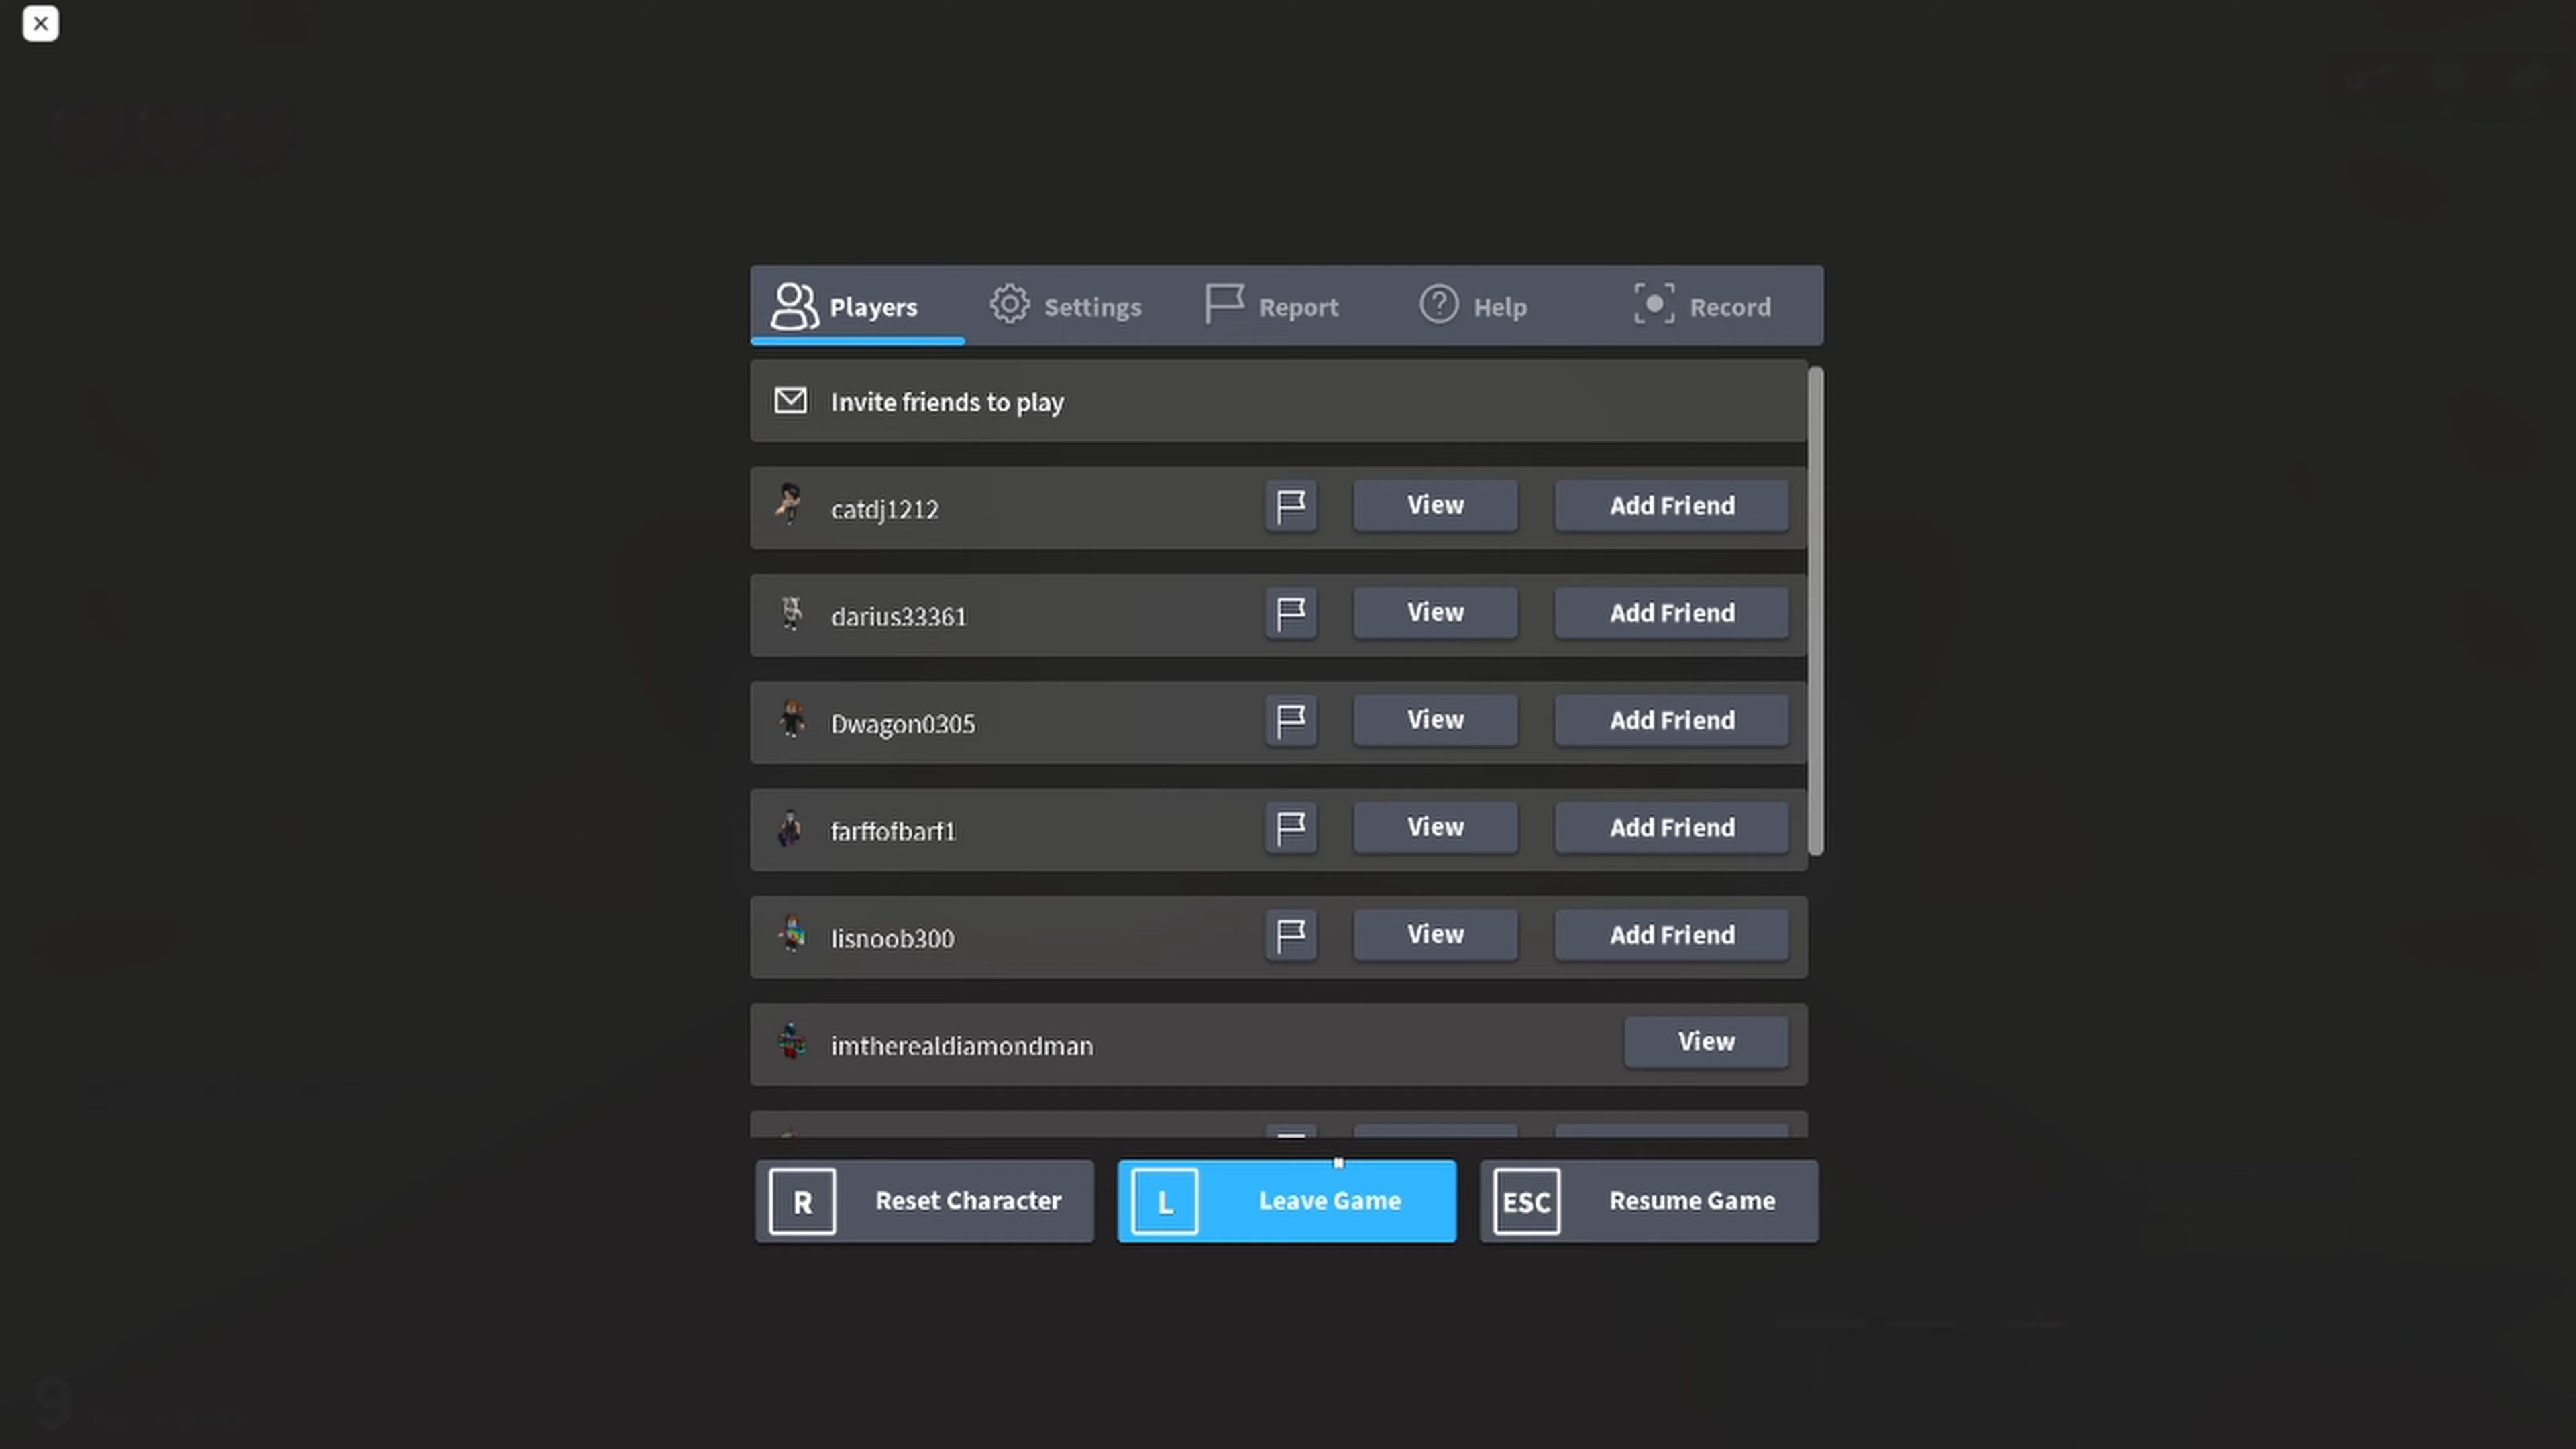 Players Settings Report Help Record
Invite friends to play
catdj1212 View Add Friend
darius33361 View Add Friend
Dwagon0305 View Add Friend
farffofbarf1 View Add Friend
lisnoob300 View Add Friend
imtherealdiamondman View
R Reset Character L Leave Game ESC Resume Game
9